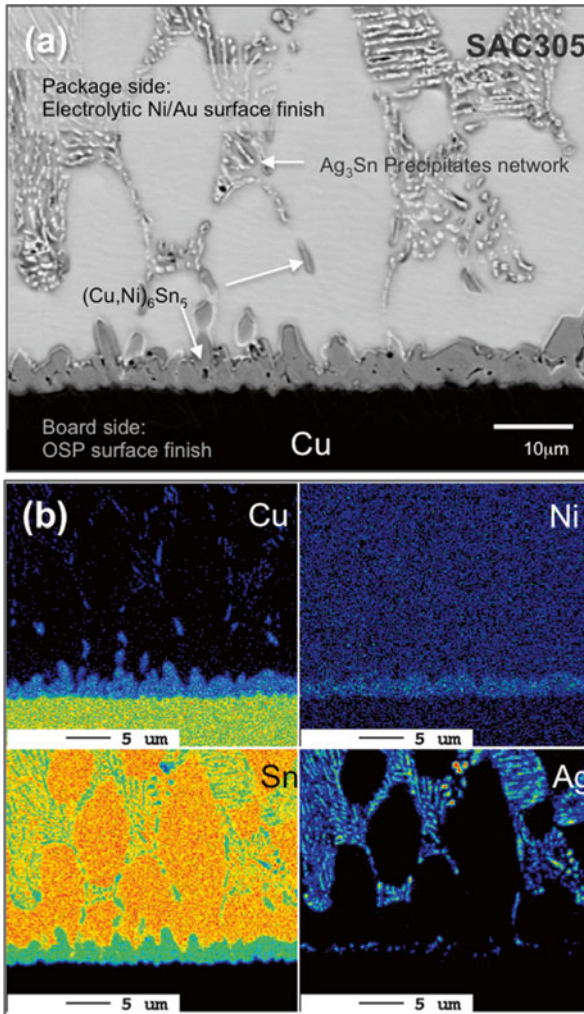 (a)
SAC305
Package side:
Electrolytic Ni/Au surface finish
Ag₃Sn Precipitates network
(Cu,Ni)₆Sn₅
Board side:
OSP surface finish
Cu
10μm
(b)
Cu
Ni
5 um
5 um
Sn
Ag
5 um
5 um